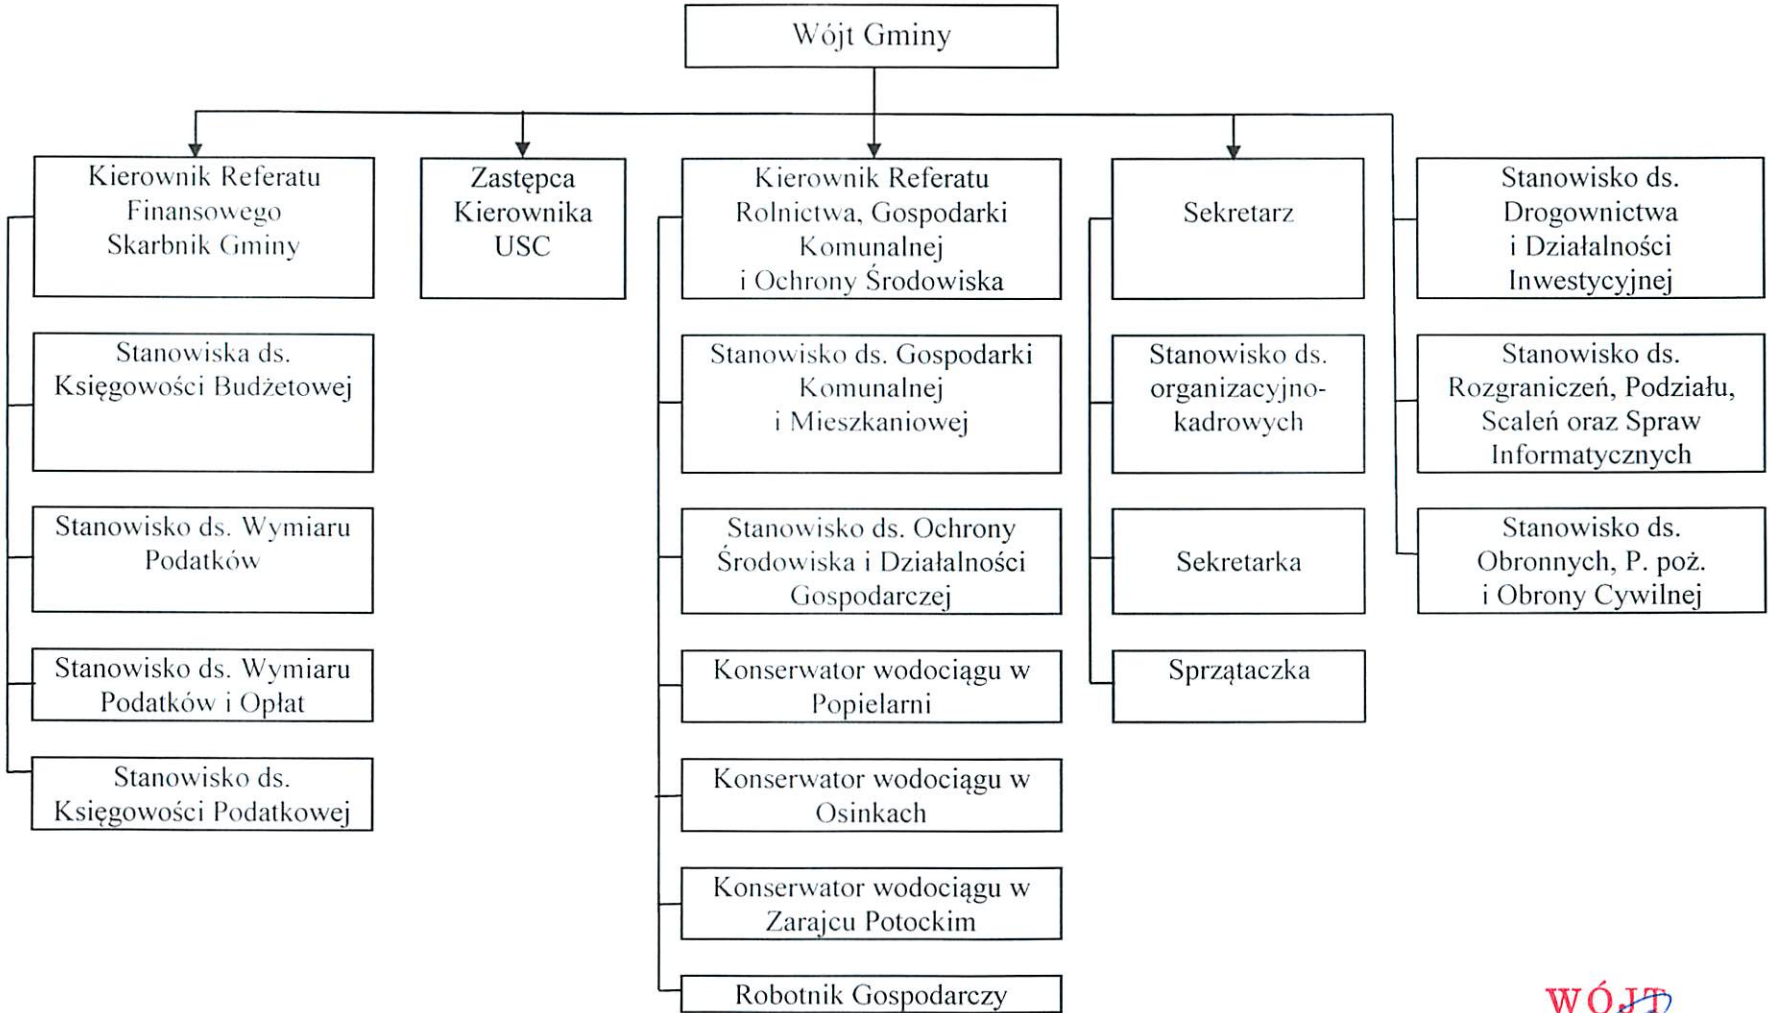 Wójt Gminy
Kierownik Referatu
Finansowego
Skarbnik Gminy
Stanowiska ds.
Księgowości Budżetowej
Stanowisko ds. Wymiaru
Podatków
Stanowisko ds. Wymiaru
Podatków i Opłat
Stanowisko ds.
Księgowości Podatkowej
Zastępca
Kierownika
USC
Kierownik Referatu
Rolnictwa, Gospodarki
Komunalnej
i Ochrony Środowiska
Stanowisko ds. Gospodarki
Komunalnej
i Mieszkaniowej
Stanowisko ds. Ochrony
Środowiska i Działalności
Gospodarczej
Konserwator wodociągu w
Popielarni
Konserwator wodociągu w
Osinkach
Konserwator wodociągu w
Zarajcu Potockim
Robotnik Gospodarczy
Sekretarz
Stanowisko ds.
organizacyjno-
kadrowych
Sekretarka
Sprzątaczka
Stanowisko ds.
Drogownictwa
i Działalności
Inwestycyjnej
Stanowisko ds.
Rozgraniczeń, Podziału,
Scaleń oraz Spraw
Informatycznych
Stanowisko ds.
Obronnych, P. poż.
i Obrony Cywilnej
WÓJT